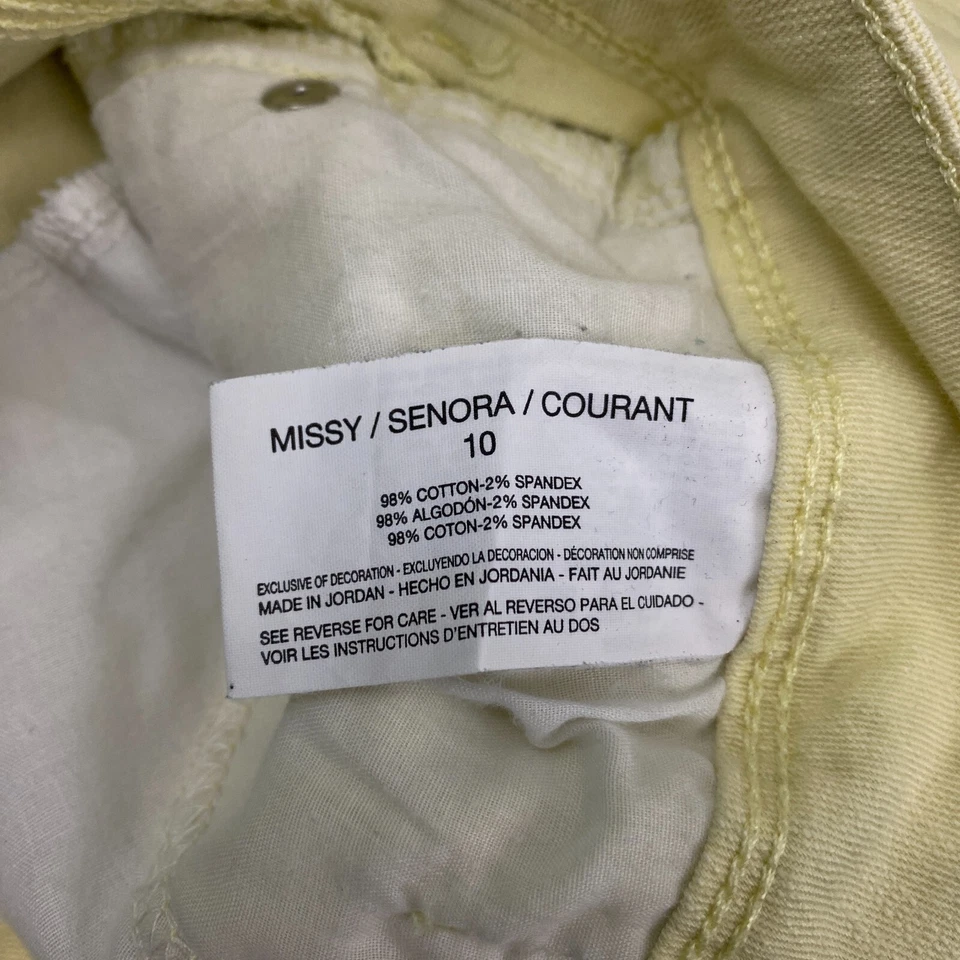 MISSY / SENORA / COURANT
10
98% COTTON-2% SPANDEX
98% ALGODÓN-2% SPANDEX
98% COTON-2% SPANDEX
EXCLUSIVE OF DECORATION - EXCLUYENDO LA DECORACION - DÉCORATION NON COMPRISE
MADE IN JORDAN - HECHO EN JORDANIA - FAIT AU JORDANIE
SEE REVERSE FOR CARE - VER AL REVERSO PARA EL CUIDADO -
VOIR LES INSTRUCTIONS D'ENTRETIEN AU DOS